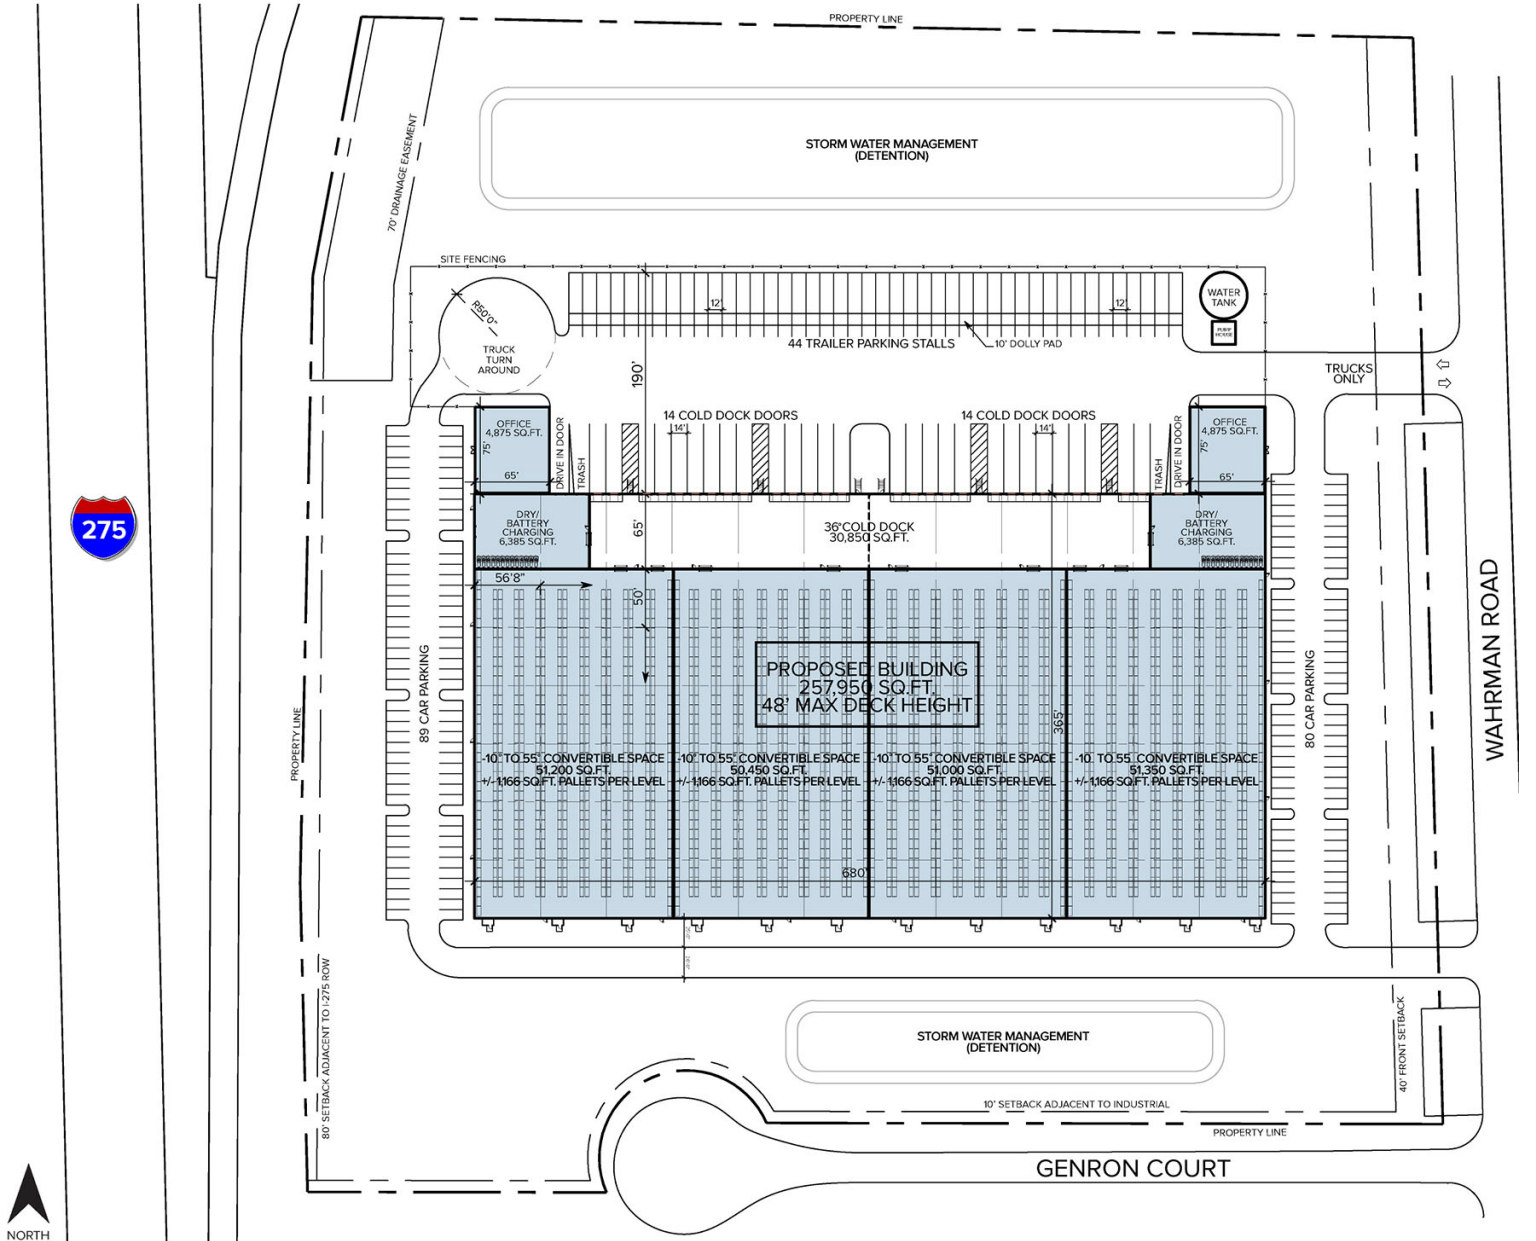 PROPERTY LINE
70' DRAINAGE EASEMENT
STORM WATER MANAGEMENT
(DETENTION)
SITE FENCING
R50'0"
TRUCK
TURN
AROUND
12'
12'
WATER
TANK
PUMP
HOUSE
44 TRAILER PARKING STALLS
10' DOLLY PAD
190'
TRUCKS
ONLY
OFFICE
4,875 SQ.FT.
75'
65'
DRIVE IN DOOR
TRASH
14 COLD DOCK DOORS
14'
14 COLD DOCK DOORS
14'
TRASH
DRIVE IN DOOR
OFFICE
4,875 SQ.FT.
75'
65'
275
DRY/
BATTERY
CHARGING
6,385 SQ.FT.
65'
36' COLD DOCK
30,850 SQ.FT.
DRY/
BATTERY
CHARGING
6,385 SQ.FT.
56'8"
50'
89 CAR PARKING
PROPOSED BUILDING
257,950 SQ.FT.
48' MAX DECK HEIGHT
365'
80 CAR PARKING
WAHRMAN ROAD
PROPERTY LINE
-10° TO 55° CONVERTIBLE SPACE
51,200 SQ.FT.
+/- 1,166 SQ.FT. PALLETS PER LEVEL
-10° TO 55° CONVERTIBLE SPACE
50,450 SQ.FT.
+/- 1,166 SQ.FT. PALLETS PER LEVEL
-10° TO 55° CONVERTIBLE SPACE
51,000 SQ.FT.
+/- 1,166 SQ.FT. PALLETS PER LEVEL
-10° TO 55° CONVERTIBLE SPACE
51,350 SQ.FT.
+/- 1,166 SQ.FT. PALLETS PER LEVEL
680'
80' SETBACK ADJACENT TO I-275 ROW
STORM WATER MANAGEMENT
(DETENTION)
40' FRONT SETBACK
10' SETBACK ADJACENT TO INDUSTRIAL
PROPERTY LINE
GENRON COURT
NORTH